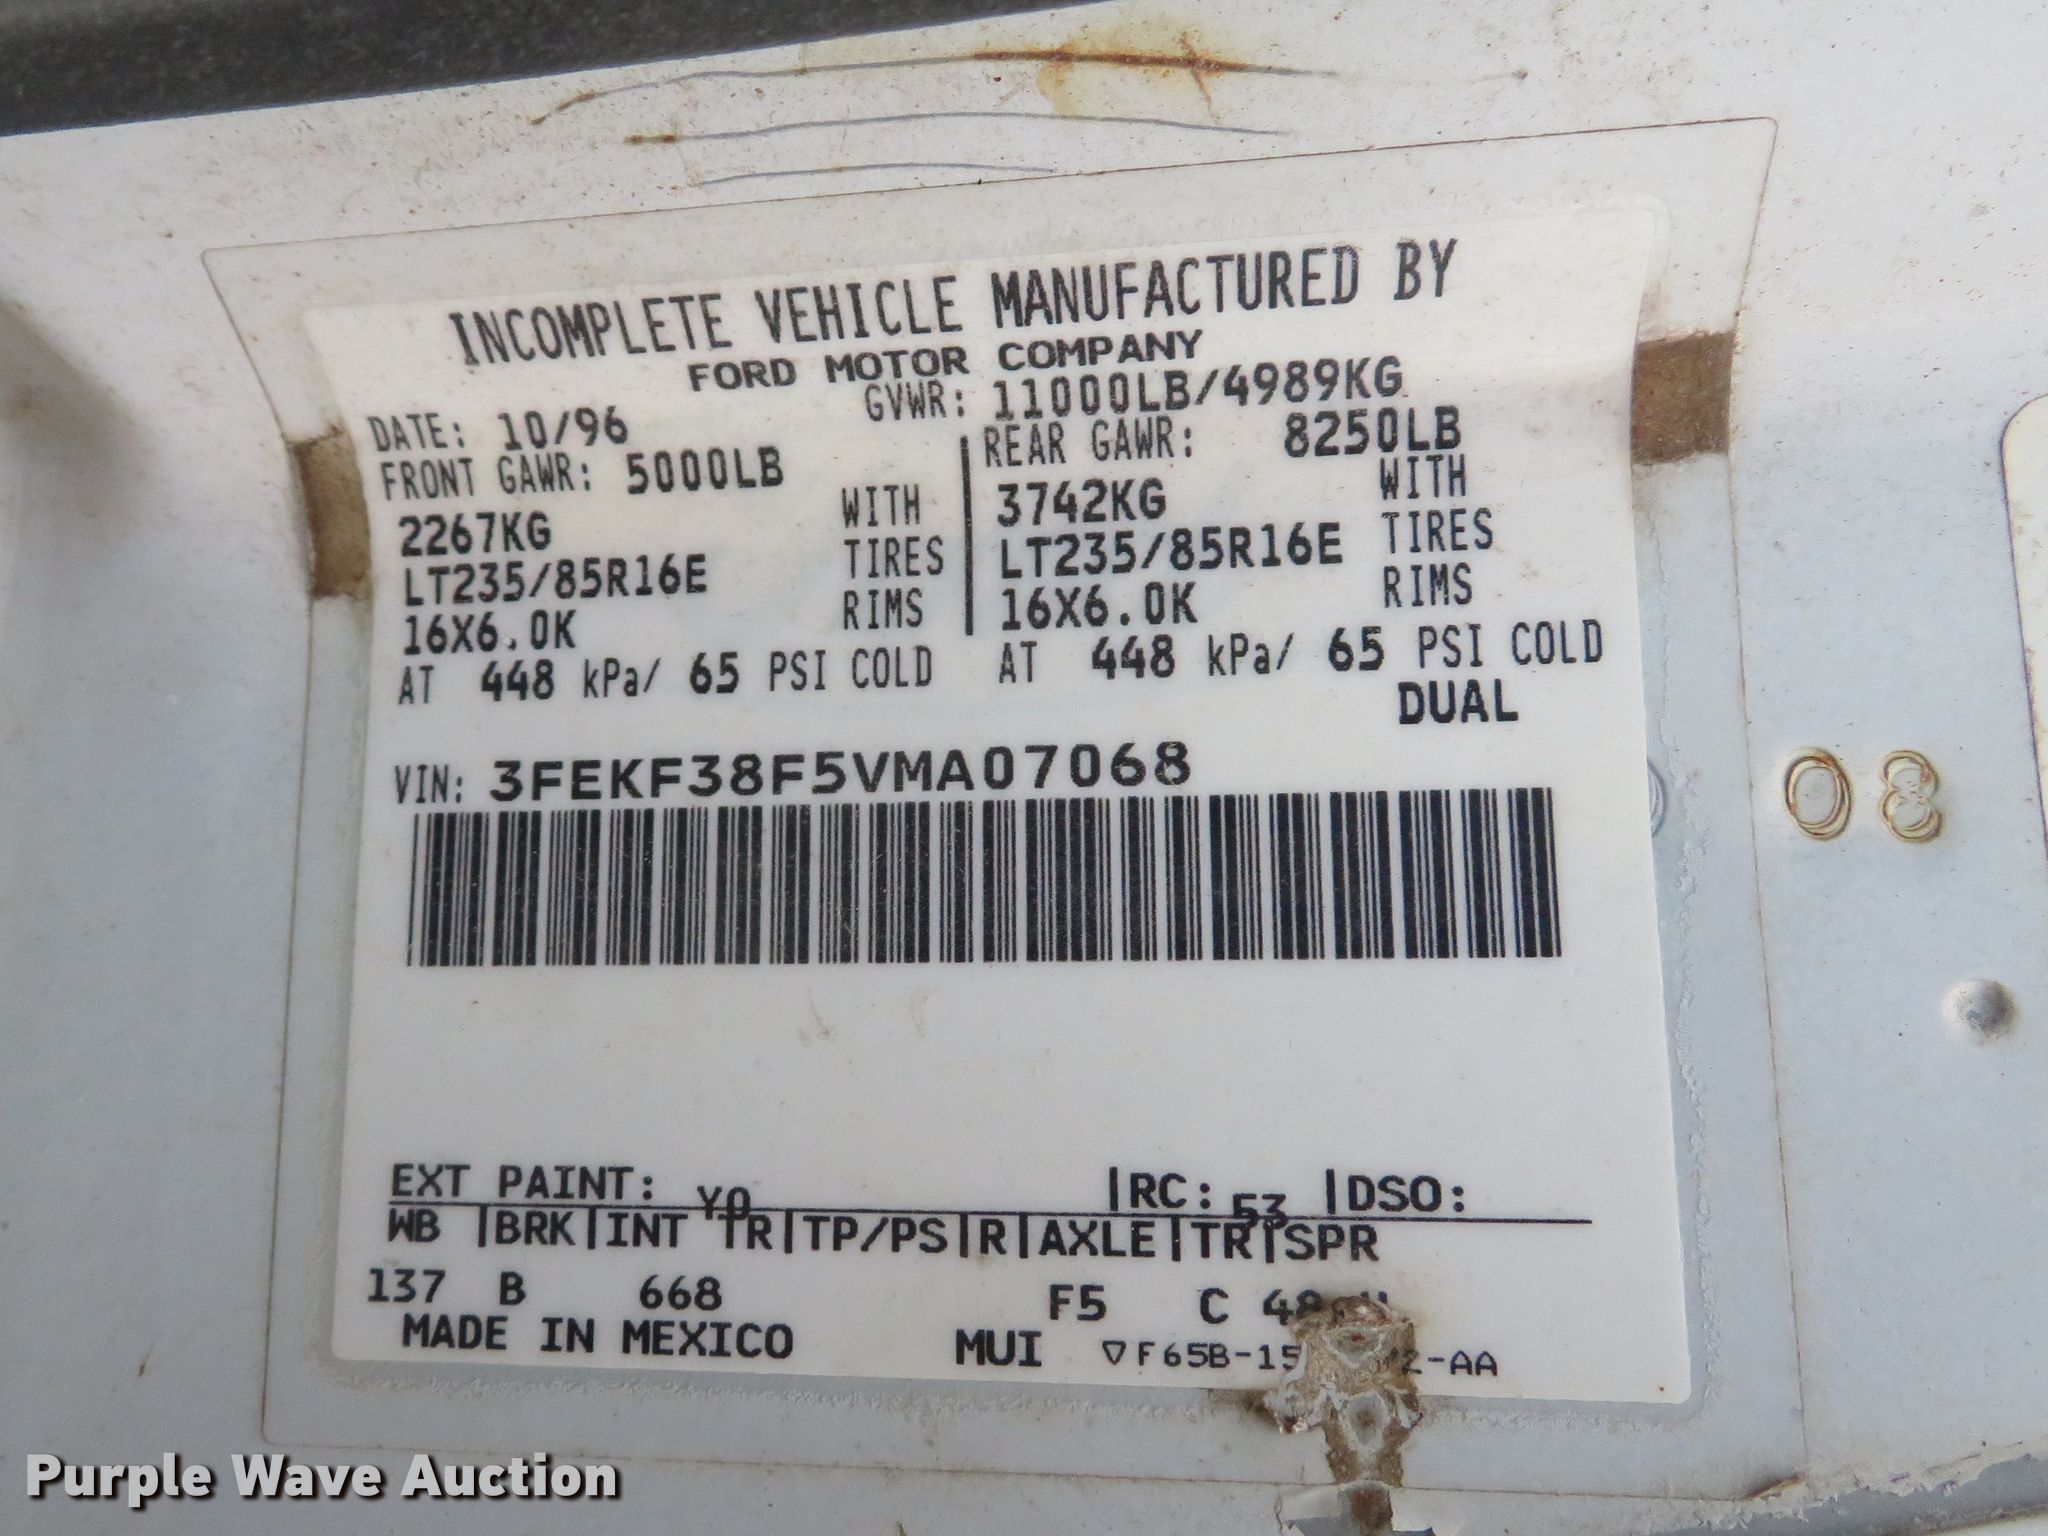 INCOMPLETE VEHICLE MANUFACTURED BY
FORD MOTOR COMPANY
DATE: 10/96 GVWR: 11000LB/4989KG
FRONT GAWR: 5000LB
2267KG WITH
LT235/85R16E TIRES
16X6.0K RIMS
AT 448 kPa/ 65 PSI COLD
REAR GAWR: 8250LB
3742KG WITH
LT235/85R16E TIRES
16X6.0K RIMS
AT 448 kPa/ 65 PSI COLD
DUAL
VIN: 3FEKF38F5VMA07068
EXT PAINT: YO |RC: 53 |DSO:
WB |BRK|INT TR|TP/PS|R|AXLE|TR|SPR
137 B 668 F5 C
MADE IN MEXICO MUI
08
Purple Wave Auction